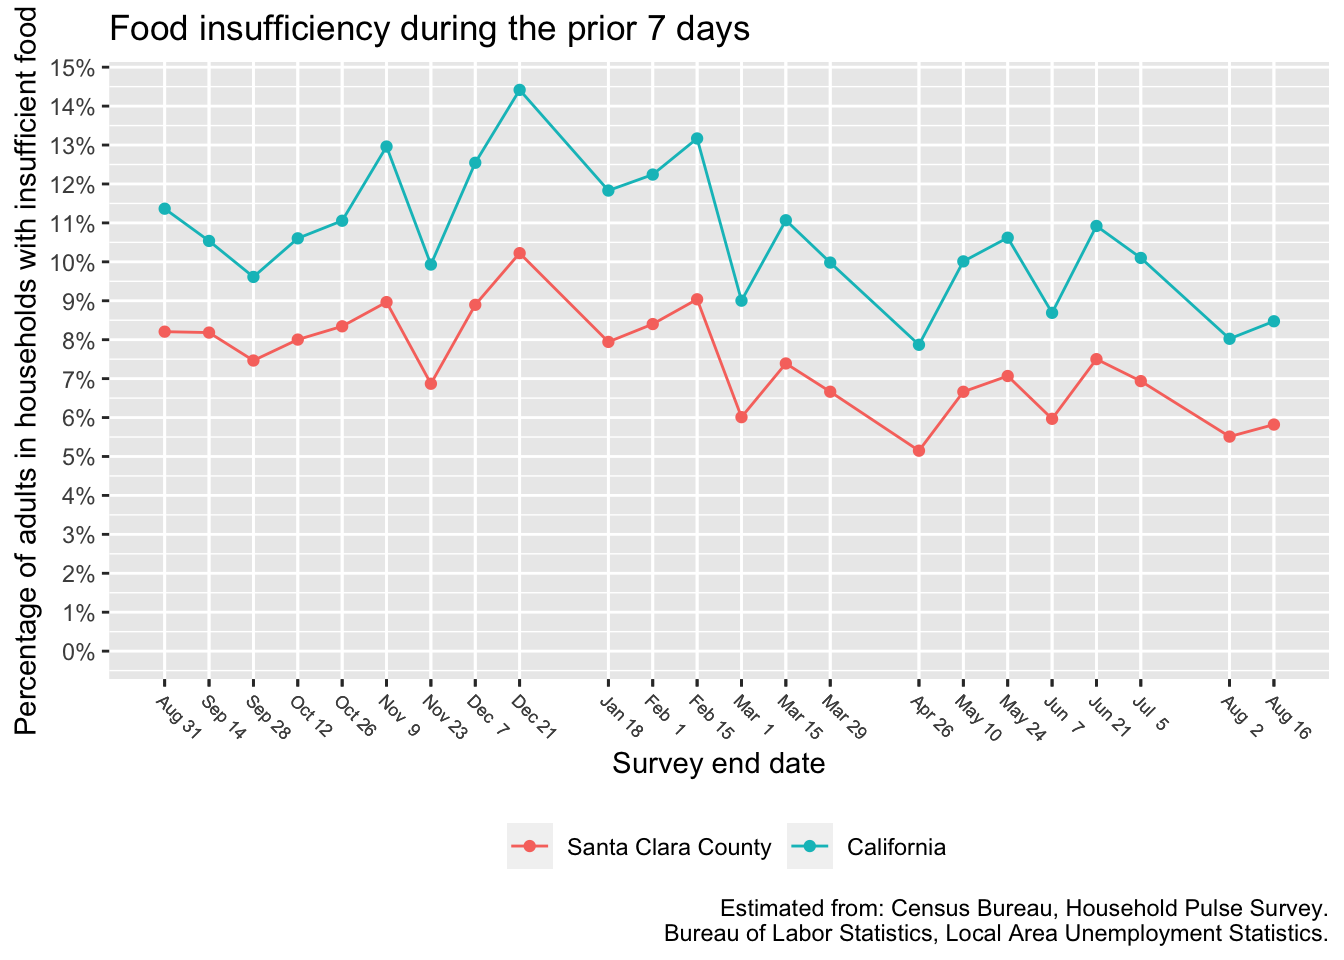 Food insufficiency during the prior 7 days
Percentage of adults in households with insufficient food
15%
14%
13%
12%
11%
10%
9%
8%
7%
6%
5%
4%
3%
2%
1%
0%
Aug 31
Sep 14
Sep 28
Oct 12
Oct 26
Nov 9
Nov 23
Dec 7
Dec 21
Jan 18
Feb 1
Feb 15
Mar 1
Mar 15
Mar 29
Apr 26
May 10
May 24
Jun 7
Jun 21
Jul 5
Aug 2
Aug 16
Survey end date
Santa Clara County
California
Estimated from: Census Bureau, Household Pulse Survey.
Bureau of Labor Statistics, Local Area Unemployment Statistics.